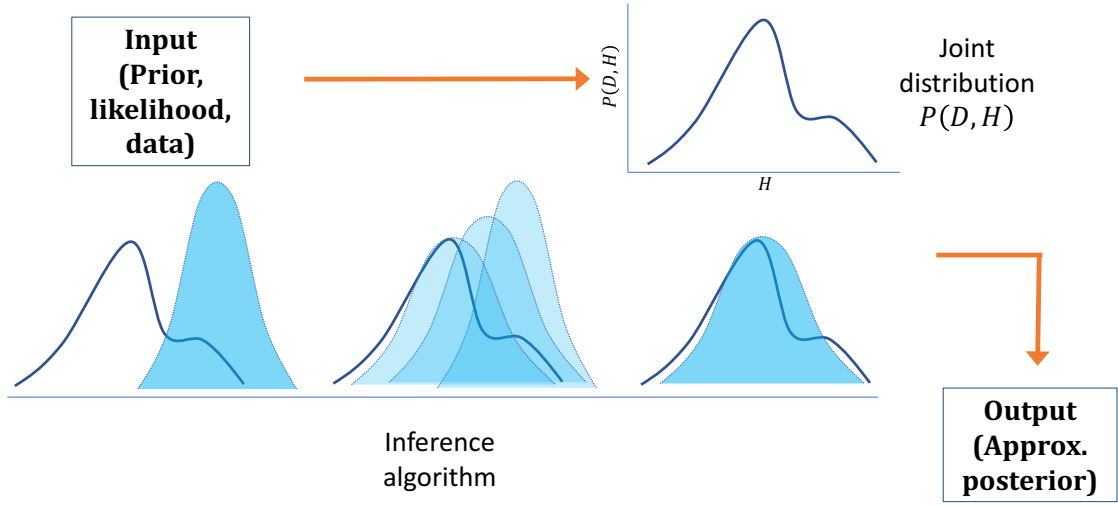 Input
(Prior,
likelihood,
data)
P(D, H)
H
Joint
distribution
P(D, H)
Inference
algorithm
Output
(Approx.
posterior)